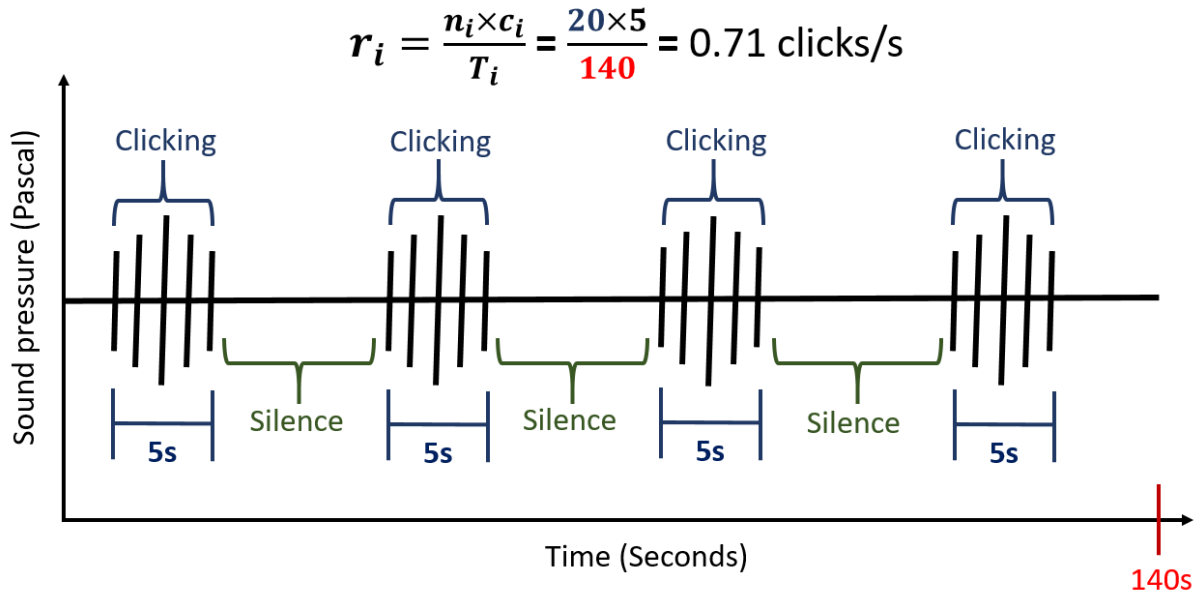 r_i = n_i×c_i / T_i = 20×5 / 140 = 0.71 clicks/s
Clicking Clicking Clicking Clicking
Sound pressure (Pascal)
Silence Silence Silence
5s 5s 5s 5s
Time (Seconds)
140s